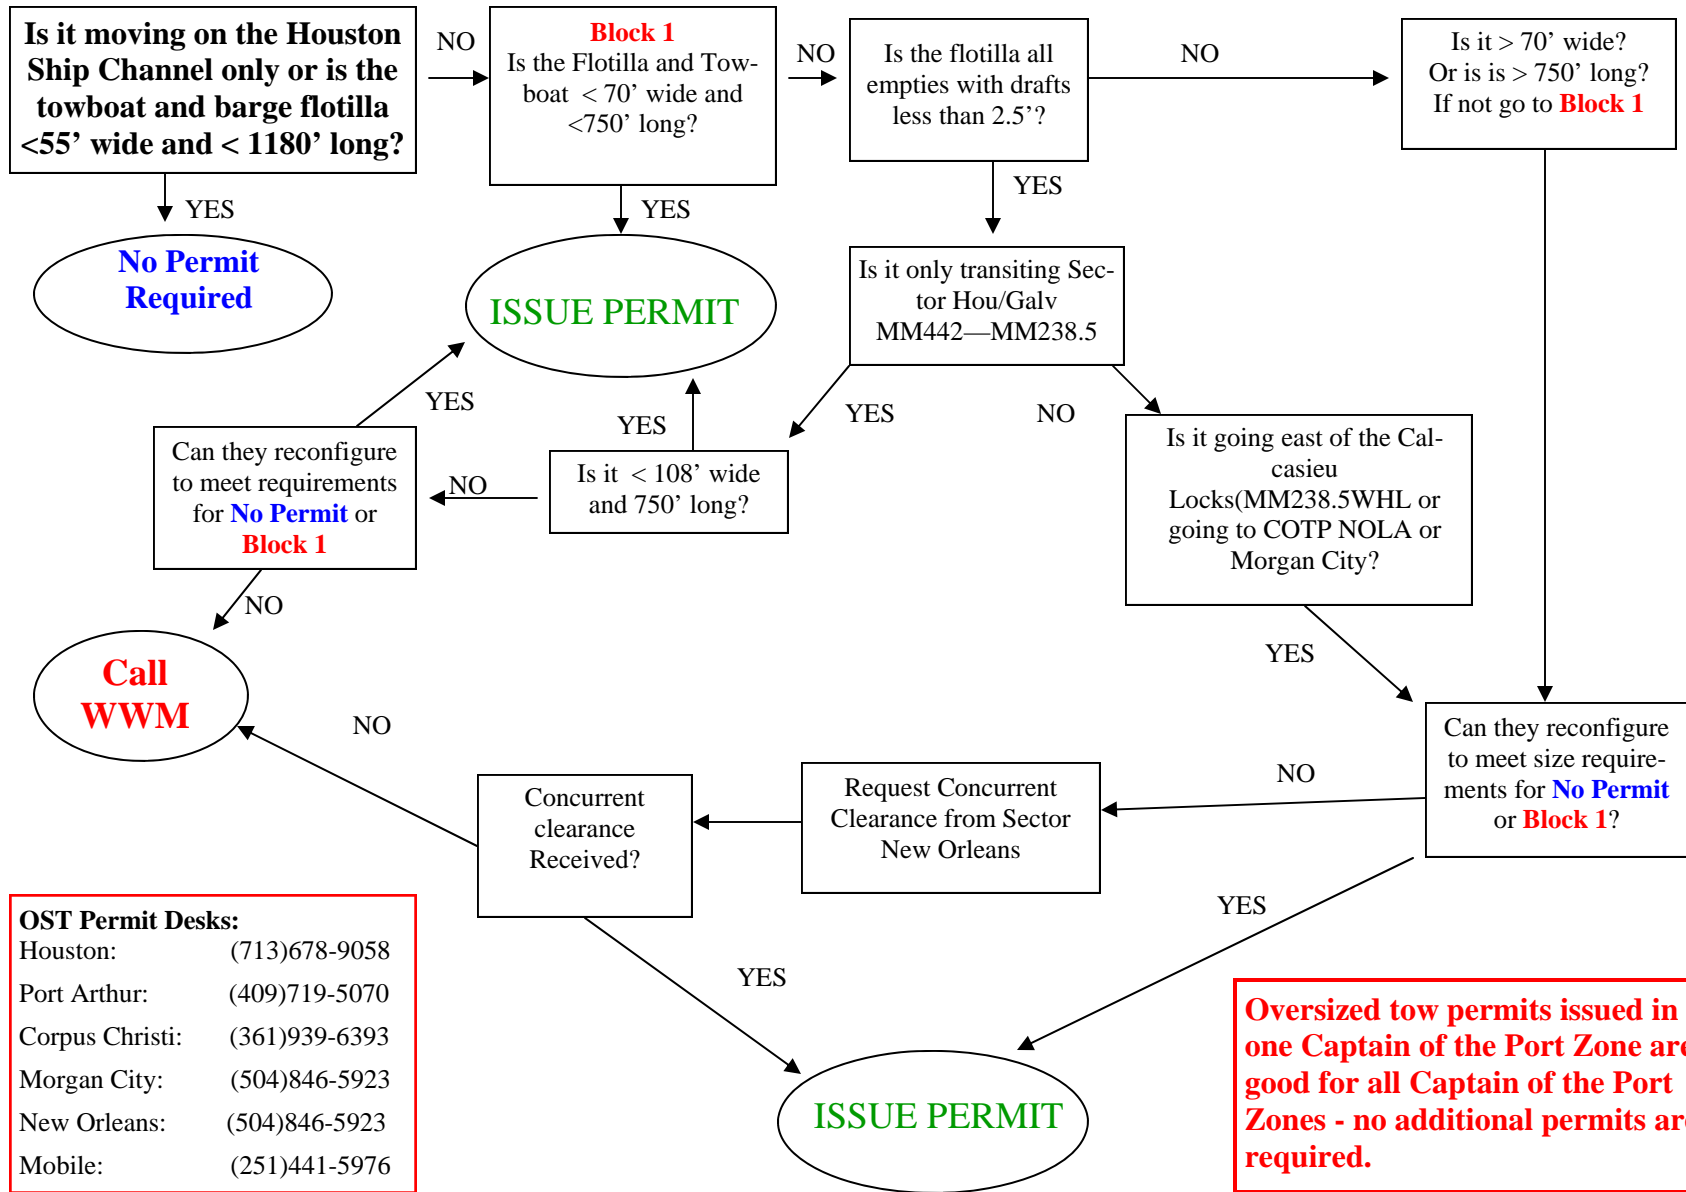 Is it moving on the Houston
Ship Channel only or is the
towboat and barge flotilla
<55’ wide and < 1180’ long?
NO
Block 1
Is the Flotilla and Tow-
boat < 70’ wide and
<750’ long?
NO
Is the flotilla all
empties with drafts
less than 2.5’?
NO
Is it > 70’ wide?
Or is is > 750’ long?
If not go to Block 1
YES
YES
YES
No Permit
Required
ISSUE PERMIT
Is it only transiting Sec-
tor Hou/Galv
MM442—MM238.5
YES
YES
YES
NO
Can they reconfigure
to meet requirements
for No Permit or
Block 1
NO
Is it < 108’ wide
and 750’ long?
Is it going east of the Cal-
casieu
Locks(MM238.5WHL or
going to COTP NOLA or
Morgan City?
NO
YES
Call
WWM
NO
Concurrent
clearance
Received?
Request Concurrent
Clearance from Sector
New Orleans
NO
Can they reconfigure
to meet size require-
ments for No Permit
or Block 1?
YES
YES
OST Permit Desks:
Houston: (713)678-9058
Port Arthur: (409)719-5070
Corpus Christi: (361)939-6393
Morgan City: (504)846-5923
New Orleans: (504)846-5923
Mobile: (251)441-5976
ISSUE PERMIT
Oversized tow permits issued in
one Captain of the Port Zone are
good for all Captain of the Port
Zones - no additional permits are
required.